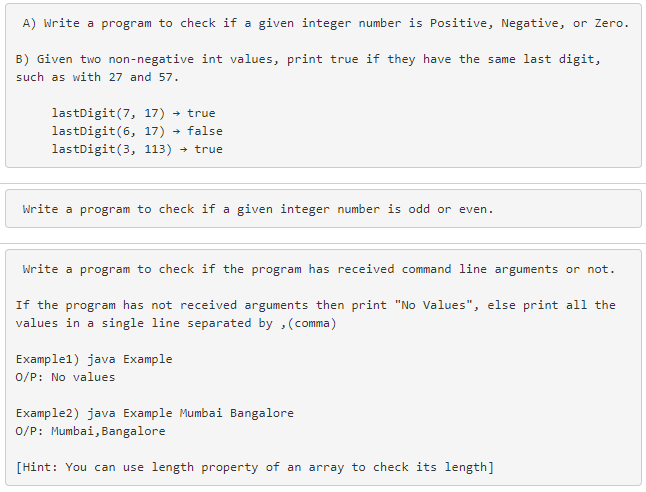 A) Write a program to check if a given integer number is Positive, Negative, or Zero.
B) Given two non-negative int values, print true if they have the same last digit,
such as with 27 and 57.
lastDigit(7, 17) → true
lastDigit(6, 17) → false
lastDigit(3, 113) → true
Write a program to check if a given integer number is odd or even.
Write a program to check if the program has received command line arguments or not.
If the program has not received arguments then print "No Values", else print all the
values in a single line separated by ,(comma)
Example1) java Example
O/P: No values
Example2) java Example Mumbai Bangalore
O/P: Mumbai,Bangalore
[Hint: You can use length property of an array to check its length]